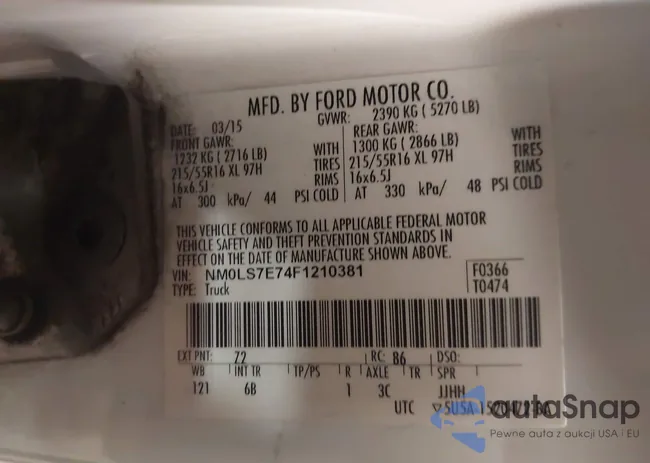 MFD. BY FORD MOTOR CO.
DATE: 03/15 GVWR: 2390 KG ( 5270 LB)
FRONT GAWR: REAR GAWR:
1232 KG ( 2716 LB) WITH 1300 KG ( 2866 LB) WITH
215/55R16 XL 97H TIRES 215/55R16 XL 97H TIRES
16x6.5J RIMS 16x6.5J RIMS
AT 300 kPa/ 44 PSI COLD AT 330 kPa/ 48 PSI COLD
THIS VEHICLE CONFORMS TO ALL APPLICABLE FEDERAL MOTOR
VEHICLE SAFETY AND THEFT PREVENTION STANDARDS IN
EFFECT ON THE DATE OF MANUFACTURE SHOWN ABOVE.
VIN: NM0LS7E74F1210381 F0366
TYPE: Truck T0474
EXT PNT: Z2 RC: 86 DSO:
WB INT TR TP/PS R AXLE TR SPR
121 6B 1 3C JJHH
UTC
autaSnap
Pewne auta z aukcji USA i EU